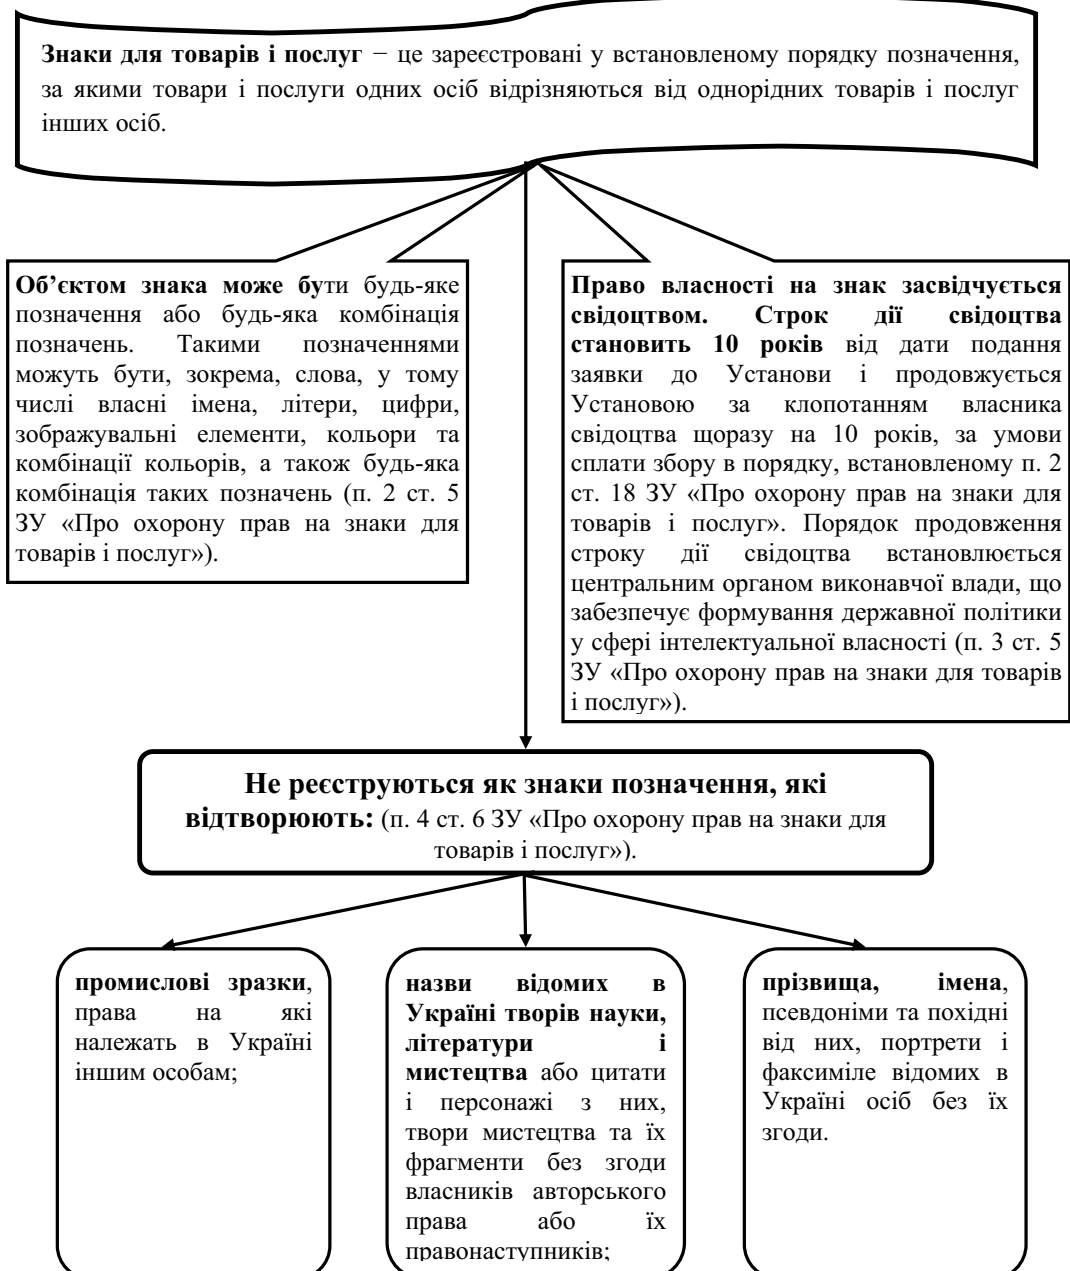 Знаки для товарів і послуг − це зареєстровані у встановленому порядку позначення,
за якими товари і послуги одних осіб відрізняються від однорідних товарів і послуг
інших осіб.
Об’єктом знака може бути будь-яке
позначення або будь-яка комбінація
позначень. Такими позначеннями
можуть бути, зокрема, слова, у тому
числі власні імена, літери, цифри,
зображувальні елементи, кольори та
комбінації кольорів, а також будь-яка
комбінація таких позначень (п. 2 ст. 5
ЗУ «Про охорону прав на знаки для
товарів і послуг»).
Право власності на знак засвідчується
свідоцтвом. Строк дії свідоцтва
становить 10 років від дати подання
заявки до Установи і продовжується
Установою за клопотанням власника
свідоцтва щоразу на 10 років, за умови
сплати збору в порядку, встановленому п. 2
ст. 18 ЗУ «Про охорону прав на знаки для
товарів і послуг». Порядок продовження
строку дії свідоцтва встановлюється
центральним органом виконавчої влади, що
забезпечує формування державної політики
у сфері інтелектуальної власності (п. 3 ст. 5
ЗУ «Про охорону прав на знаки для товарів
і послуг»).
Не реєструються як знаки позначення, які
відтворюють: (п. 4 ст. 6 ЗУ «Про охорону прав на знаки для
товарів і послуг»).
промислові зразки,
права на які
належать в Україні
іншим особам;
назви відомих в
Україні творів науки,
літератури і
мистецтва або цитати
і персонажі з них,
твори мистецтва та їх
фрагменти без згоди
власників авторського
права або їх
правонаступників;
прізвища, імена,
псевдоніми та похідні
від них, портрети і
факсиміле відомих в
Україні осіб без їх
згоди.